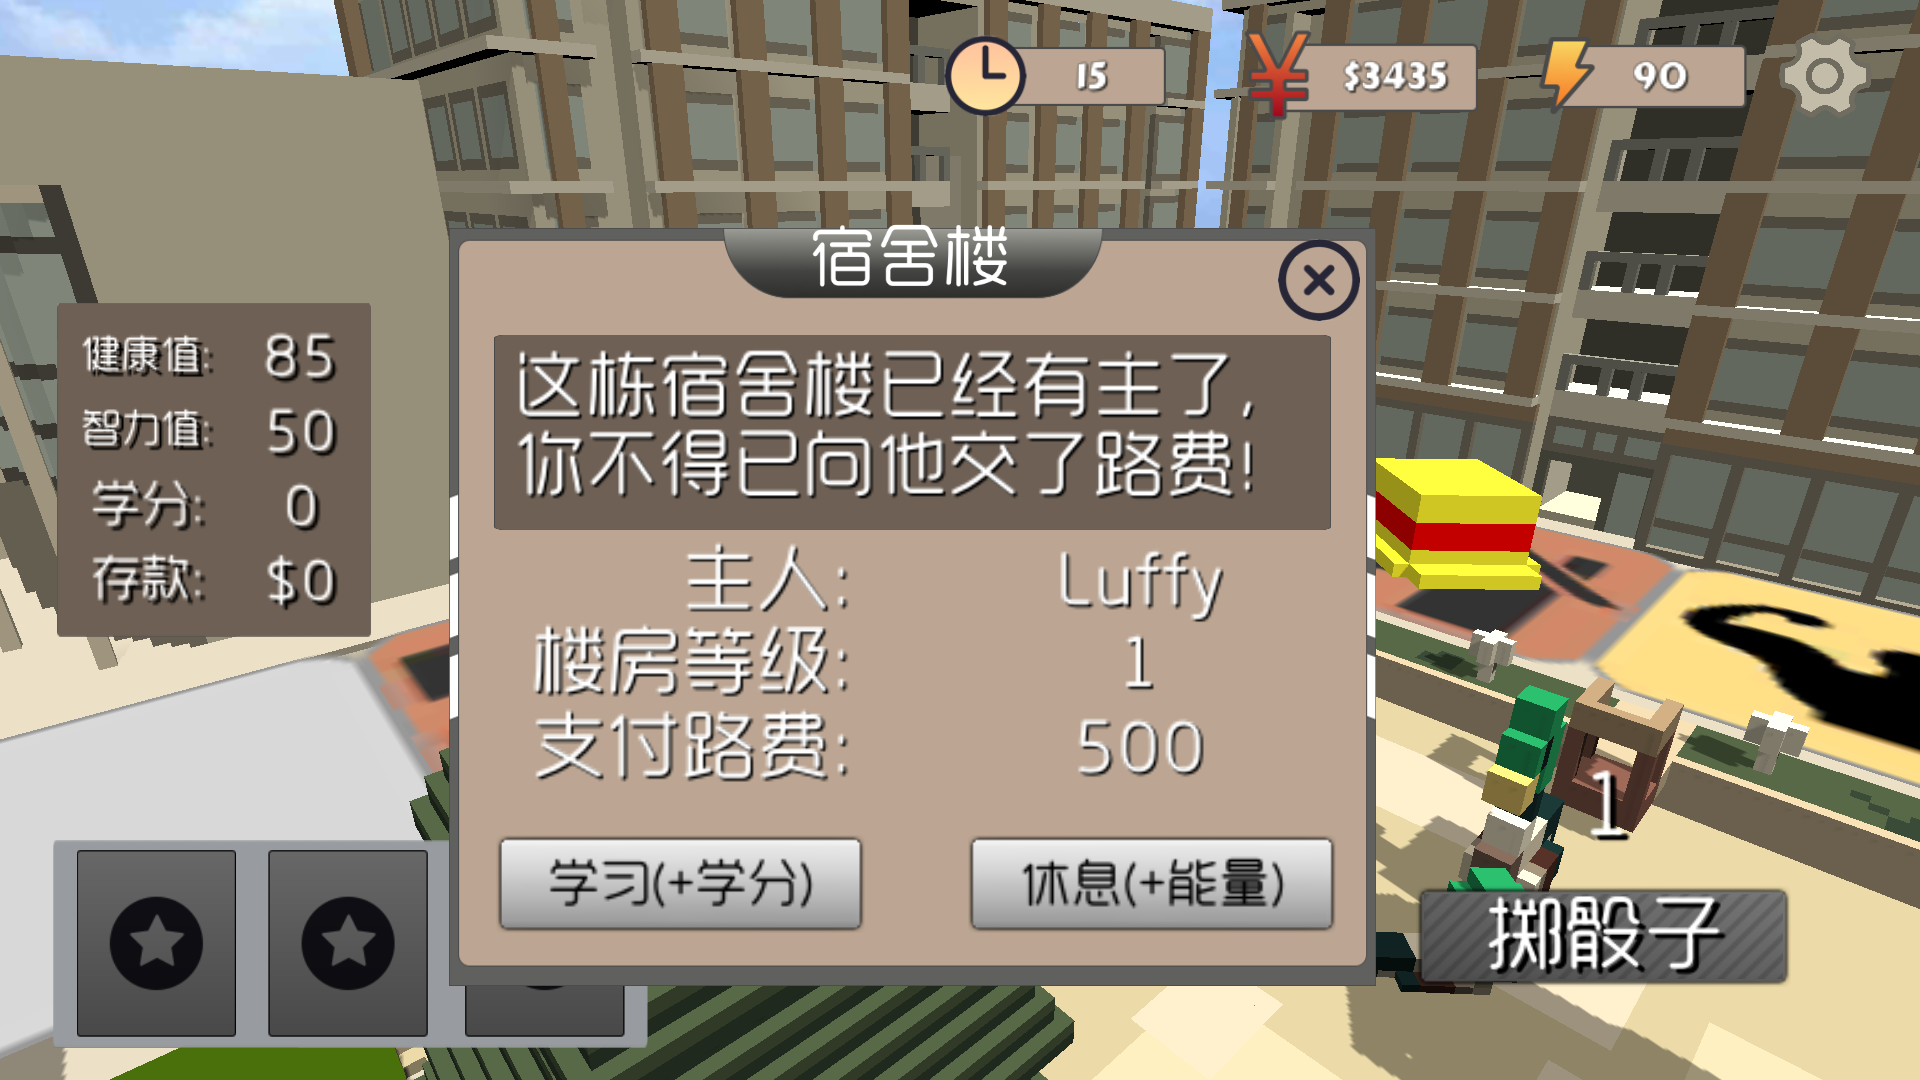 15
$3435
90
宿舍楼
健康值: 85
智力值: 50
学分: 0
存款: $0
这栋宿舍楼已经有主了,
你不得已向他交了路费!
主人: Luffy
楼房等级: 1
支付路费: 500
学习(+学分)
休息(+能量)
1
掷骰子